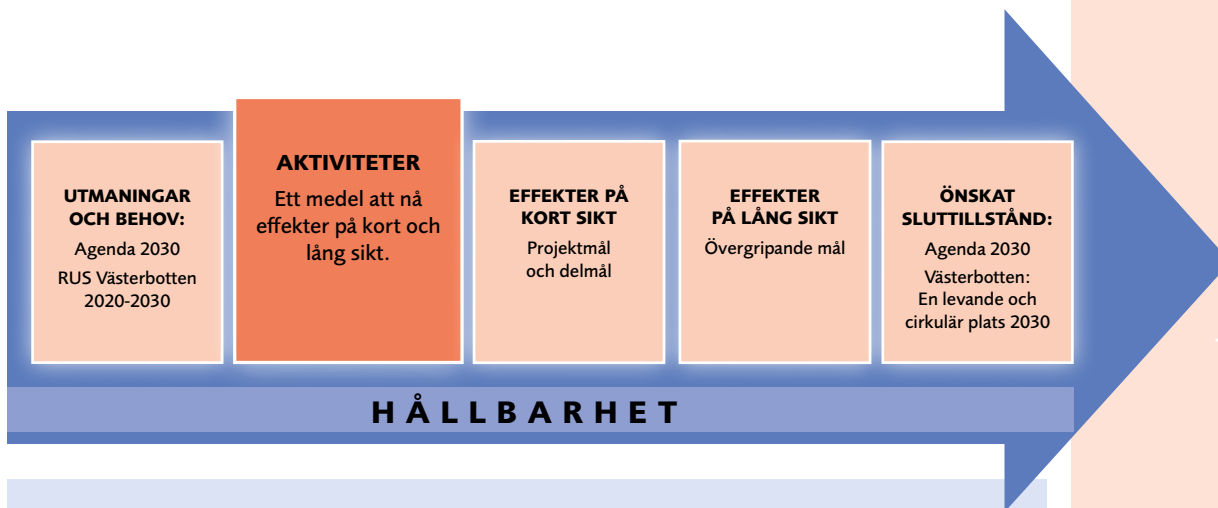 UTMANINGAR
OCH BEHOV:
Agenda 2030
RUS Västerbotten
2020-2030
AKTIVITETER
Ett medel att nå
effekter på kort och
lång sikt.
EFFEKTER PÅ
KORT SIKT
Projektmål
och delmål
EFFEKTER
PÅ LÅNG SIKT
Övergripande mål
ÖNSKAT
SLUTTILLSTÅND:
Agenda 2030
Västerbotten:
En levande och
cirkulär plats 2030
HÅLLBARHET